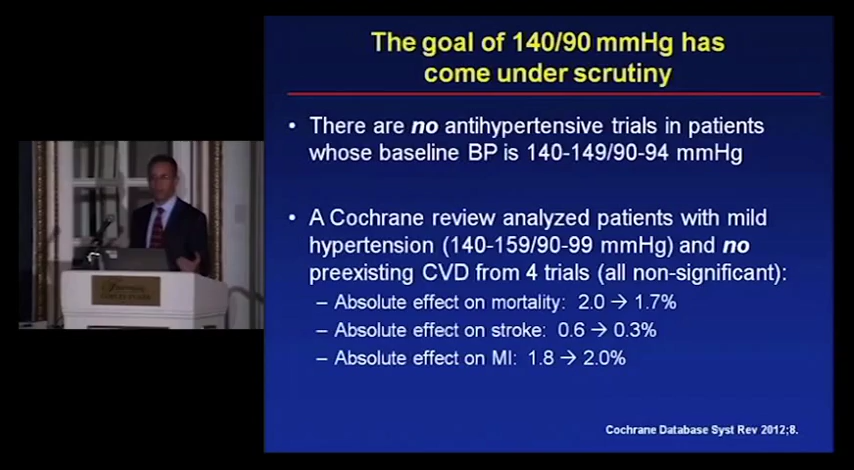 The goal of 140/90 mmHg has
come under scrutiny
• There are no antihypertensive trials in patients
whose baseline BP is 140-149/90-94 mmHg
• A Cochrane review analyzed patients with mild
hypertension (140-159/90-99 mmHg) and no
preexisting CVD from 4 trials (all non-significant):
– Absolute effect on mortality: 2.0 → 1.7%
– Absolute effect on stroke: 0.6 → 0.3%
– Absolute effect on MI: 1.8 → 2.0%
Cochrane Database Syst Rev 2012;8.